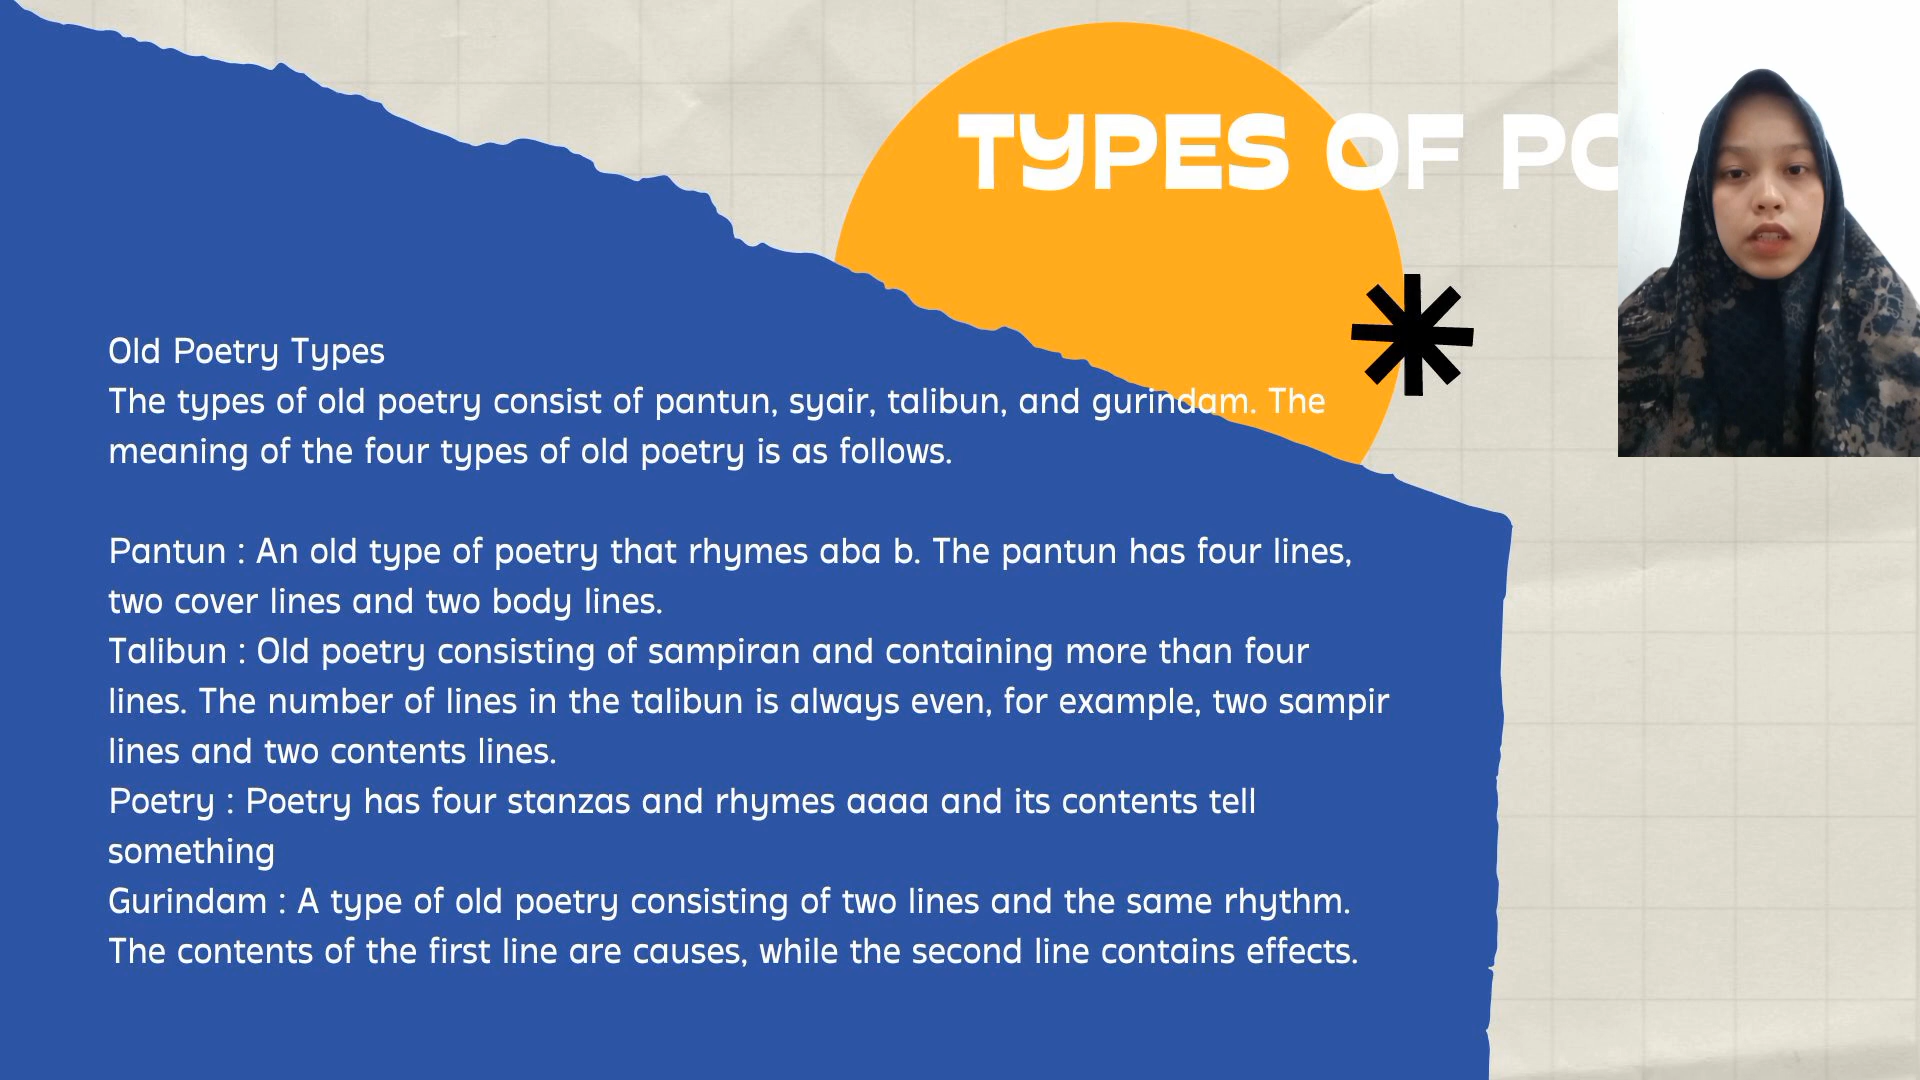 TYPES OF
Old Poetry Types
The types of old poetry consist of pantun, syair, talibun, and gurindam. The
meaning of the four types of old poetry is as follows.
Pantun : An old type of poetry that rhymes aba b. The pantun has four lines,
two cover lines and two body lines.
Talibun : Old poetry consisting of sampiran and containing more than four
lines. The number of lines in the talibun is always even, for example, two sampir
lines and two contents lines.
Poetry : Poetry has four stanzas and rhymes aaaa and its contents tell
something
Gurindam : A type of old poetry consisting of two lines and the same rhythm.
The contents of the first line are causes, while the second line contains effects.